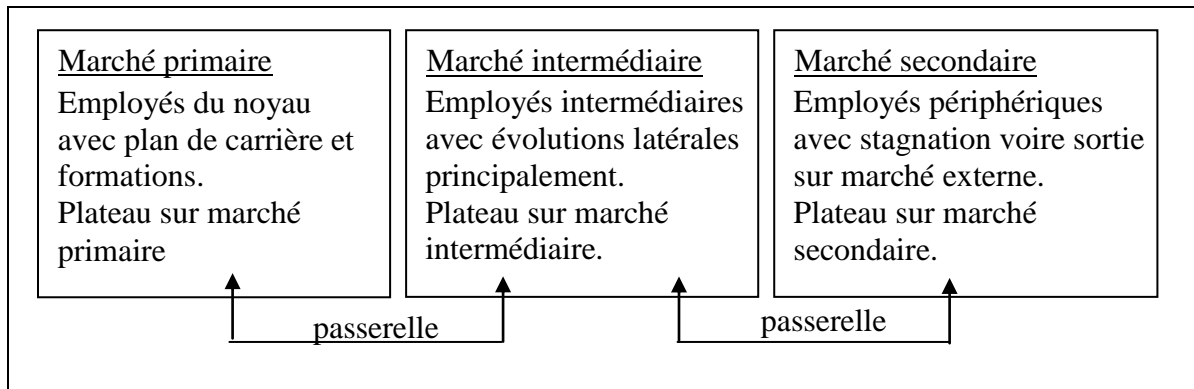 Marché primaire
Employés du noyau
avec plan de carrière et
formations.
Plateau sur marché
primaire
Marché intermédiaire
Employés intermédiaires
avec évolutions latérales
principalement.
Plateau sur marché
intermédiaire.
Marché secondaire
Employés périphériques
avec stagnation voire sortie
sur marché externe.
Plateau sur marché
secondaire.
passerelle
passerelle